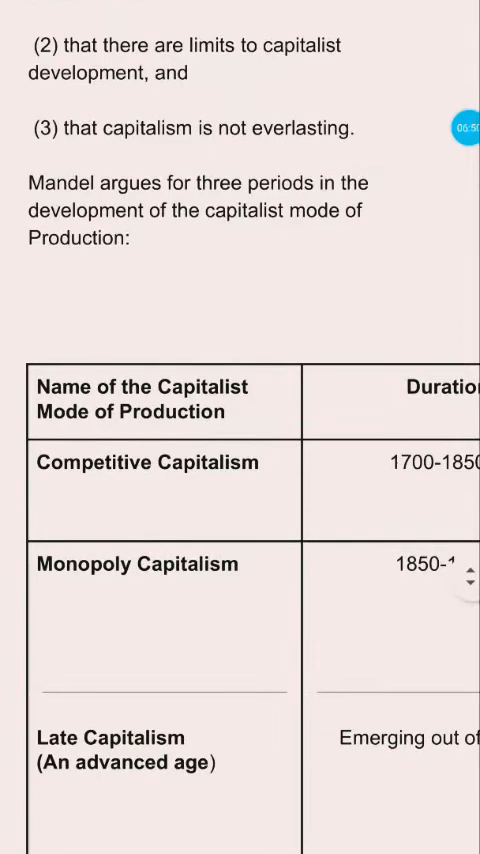 (2) that there are limits to capitalist
development, and
(3) that capitalism is not everlasting.
Mandel argues for three periods in the
development of the capitalist mode of
Production:
Name of the Capitalist
Mode of Production
Competitive Capitalism
1700-1850
Monopoly Capitalism
1850-
Late Capitalism
(An advanced age)
Emerging out of